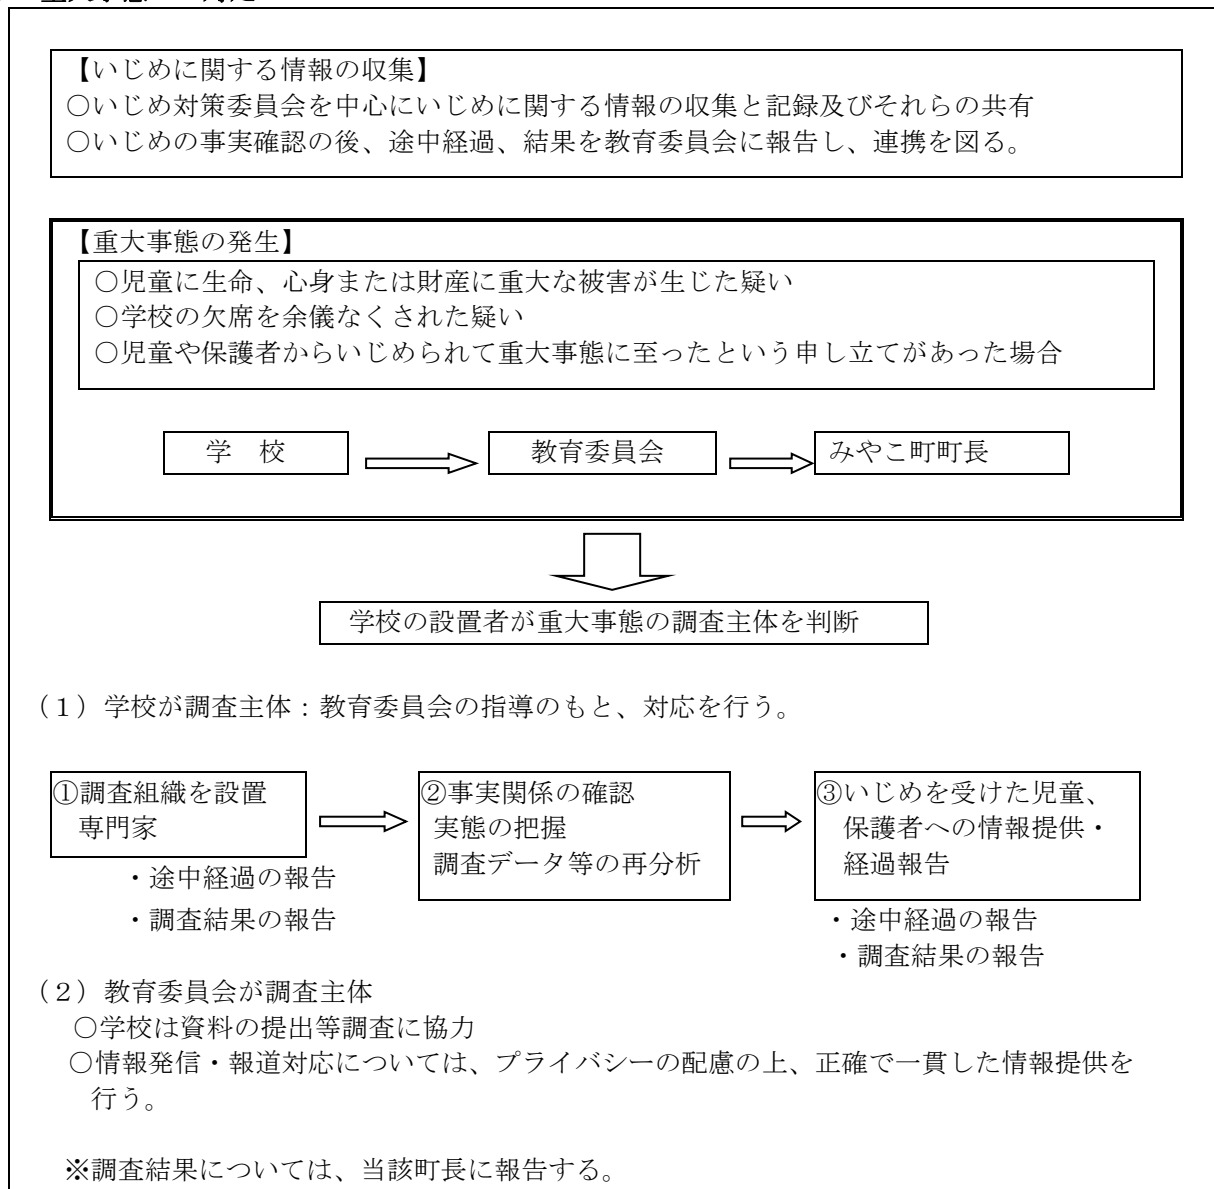 【いじめに関する情報の収集】
○いじめ対策委員会を中心にいじめに関する情報の収集と記録及びそれらの共有
○いじめの事実確認の後、途中経過、結果を教育委員会に報告し、連携を図る。
【重大事態の発生】
○児童に生命、心身または財産に重大な被害が生じた疑い
○学校の欠席を余儀なくされた疑い
○児童や保護者からいじめられて重大事態に至ったという申し立てがあった場合
学　校
教育委員会
みやこ町町長
学校の設置者が重大事態の調査主体を判断
（１）学校が調査主体：教育委員会の指導のもと、対応を行う。
①調査組織を設置
専門家
・途中経過の報告
・調査結果の報告
②事実関係の確認
実態の把握
調査データ等の再分析
③いじめを受けた児童、
保護者への情報提供・
経過報告
・途中経過の報告
・調査結果の報告
（２）教育委員会が調査主体
○学校は資料の提出等調査に協力
○情報発信・報道対応については、プライバシーの配慮の上、正確で一貫した情報提供を
行う。
※調査結果については、当該町長に報告する。